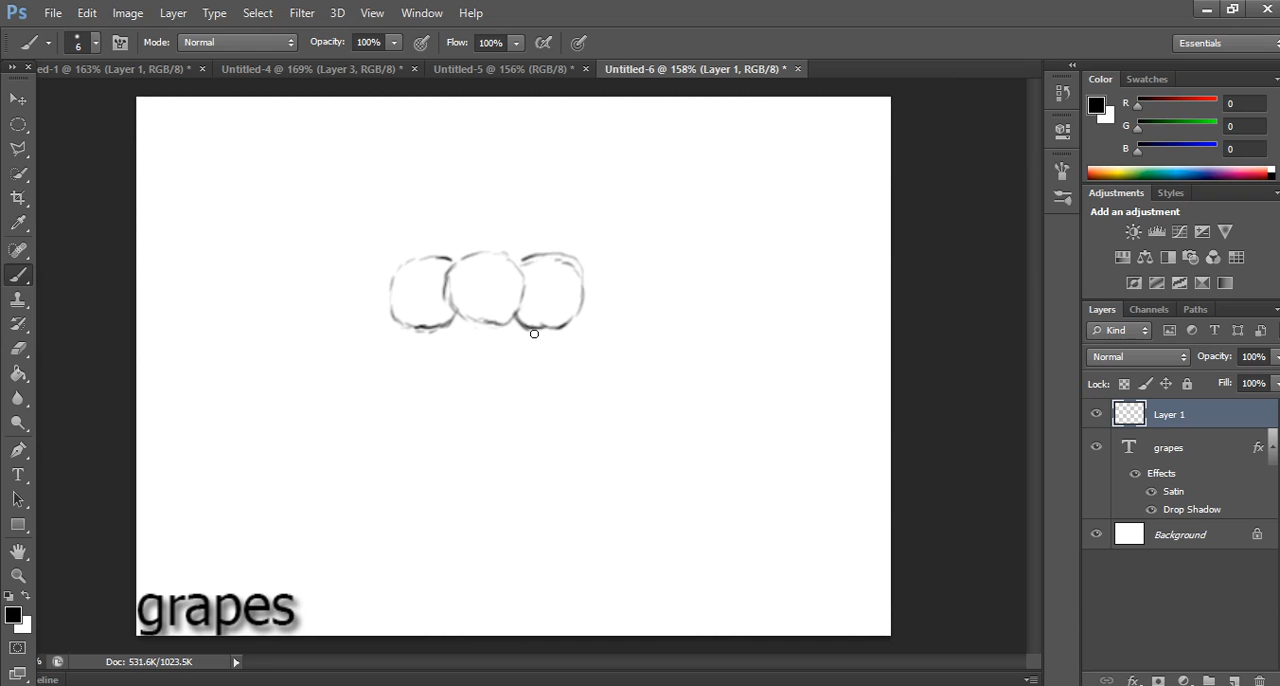 Ps File Edit Image Layer Type Select Filter 3D View Window Help
6 Mode: Normal Opacity: 100% Flow: 100% Essentials
ed-1 @ 163% (Layer 1, RGB/8) * × Untitled-4 @ 169% (Layer 3, RGB/8) * × Untitled-5 @ 156% (RGB/8) * × Untitled-6 @ 158% (Layer 1, RGB/8) * ×
Color Swatches
R 0
G 0
B 0
Adjustments Styles
Add an adjustment
Layers Channels Paths
Kind
Normal Opacity: 100%
Lock: Fill: 100%
Layer 1
T grapes fx
Effects
Satin
Drop Shadow
Background
grapes
% Doc: 531.6K/1023.5K
eline